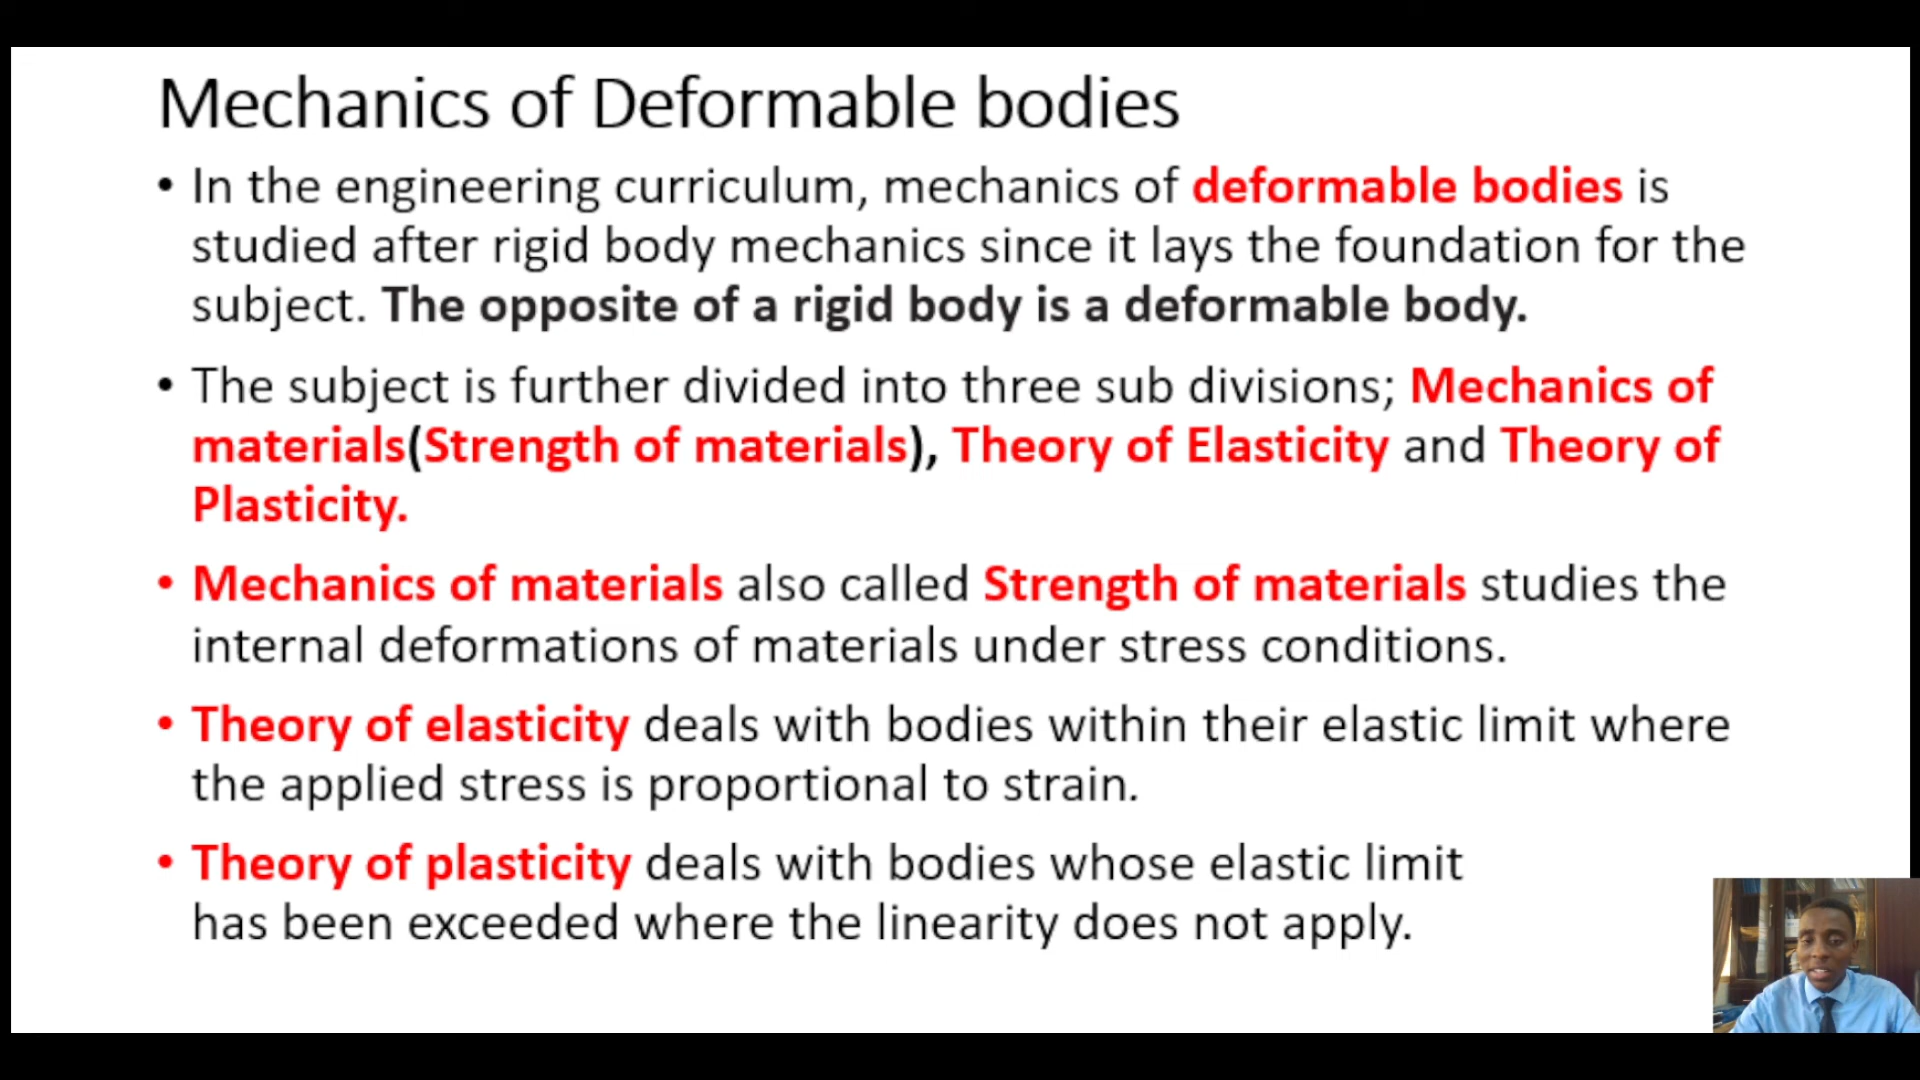 Mechanics of Deformable bodies
• In the engineering curriculum, mechanics of deformable bodies is
studied after rigid body mechanics since it lays the foundation for the
subject. The opposite of a rigid body is a deformable body.
• The subject is further divided into three sub divisions; Mechanics of
materials(Strength of materials), Theory of Elasticity and Theory of
Plasticity.
• Mechanics of materials also called Strength of materials studies the
internal deformations of materials under stress conditions.
• Theory of elasticity deals with bodies within their elastic limit where
the applied stress is proportional to strain.
• Theory of plasticity deals with bodies whose elastic limit
has been exceeded where the linearity does not apply.